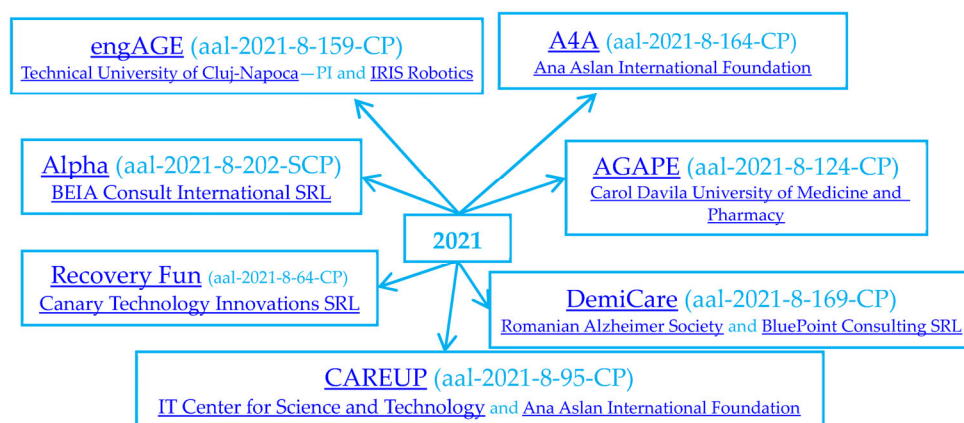 engAGE (aal-2021-8-159-CP)
Technical University of Cluj-Napoca—PI and IRIS Robotics
A4A (aal-2021-8-164-CP)
Ana Aslan International Foundation
Alpha (aal-2021-8-202-SCP)
BEIA Consult International SRL
AGAPE (aal-2021-8-124-CP)
Carol Davila University of Medicine and
Pharmacy
2021
Recovery Fun (aal-2021-8-64-CP)
Canary Technology Innovations SRL
DemiCare (aal-2021-8-169-CP)
Romanian Alzheimer Society and BluePoint Consulting SRL
CAREUP (aal-2021-8-95-CP)
IT Center for Science and Technology and Ana Aslan International Foundation